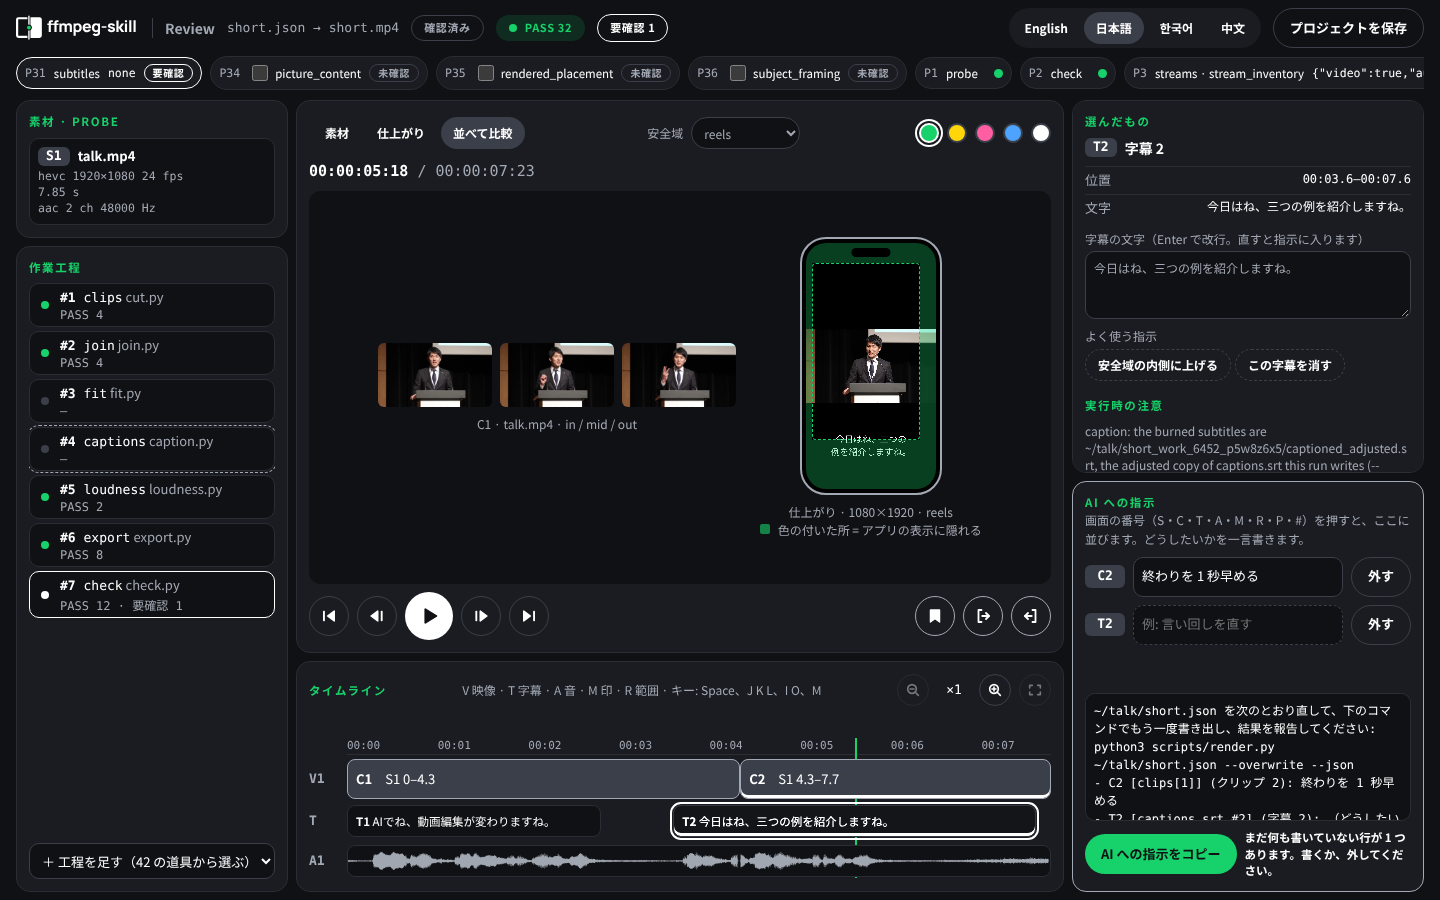 ffmpeg-skill Review short.json → short.mp4 確認済み PASS 32 要確認 1 English 日本語 한국어 中文 プロジェクトを保存
P31 subtitles none 要確認 P34 picture_content 未確認 P35 rendered_placement 未確認 P36 subject_framing 未確認 P1 probe P2 check P3 streams · stream_inventory {"video":true,"a
素材 · PROBE
S1 talk.mp4
hevc 1920×1080 24 fps
7.85 s
aac 2 ch 48000 Hz
作業工程
#1 clips cut.py
PASS 4
#2 join join.py
PASS 4
#3 fit fit.py
–
#4 captions caption.py
–
#5 loudness loudness.py
PASS 2
#6 export export.py
PASS 8
#7 check check.py
PASS 12 · 要確認 1
＋ 工程を足す（42 の道具から選ぶ）
素材 仕上がり 並べて比較 安全域 reels
00:00:05:18 / 00:00:07:23
C1 · talk.mp4 · in / mid / out
今日はね、三つの
例を紹介しますね。
仕上がり · 1080×1920 · reels
色の付いた所＝アプリの表示に隠れる
タイムライン V 映像 · T 字幕 · A 音 · M 印 · R 範囲 · キー: Space、J K L、I O、M ×1
00:00 00:01 00:02 00:03 00:04 00:05 00:06 00:07
V1 C1 S1 0–4.3 C2 S1 4.3–7.7
T T1 AIでね、動画編集が変わりますね。 T2 今日はね、三つの例を紹介しますね。
A1
選んだもの
T2 字幕 2
位置 00:03.6–00:07.6
文字 今日はね、三つの例を紹介しますね。
字幕の文字（Enter で改行。直すと指示に入ります）
今日はね、三つの例を紹介しますね。
よく使う指示
安全域の内側に上げる この字幕を消す
実行時の注意
caption: the burned subtitles are
~/talk/short_work_6452_p5w8z6x5/captioned_adjusted.s
rt, the adjusted copy of captions.srt this run writes (--
AI への指示
画面の番号（S・C・T・A・M・R・P・#）を押すと、ここに
並びます。どうしたいかを一言書きます。
C2 終わりを 1 秒早める 外す
T2 例: 言い回しを直す 外す
~/talk/short.json を次のとおり直して、下のコマ
ンドでもう一度書き出し、結果を報告してください:
python3 scripts/render.py
~/talk/short.json --overwrite --json
- C2 [clips[1]] (クリップ 2): 終わりを 1 秒早
める
- T2 [captions.srt #2] (字幕 2): （どうしたい
AI への指示をコピー
まだ何も書いていない行が 1 つ
あります。書くか、外してくだ
さい。